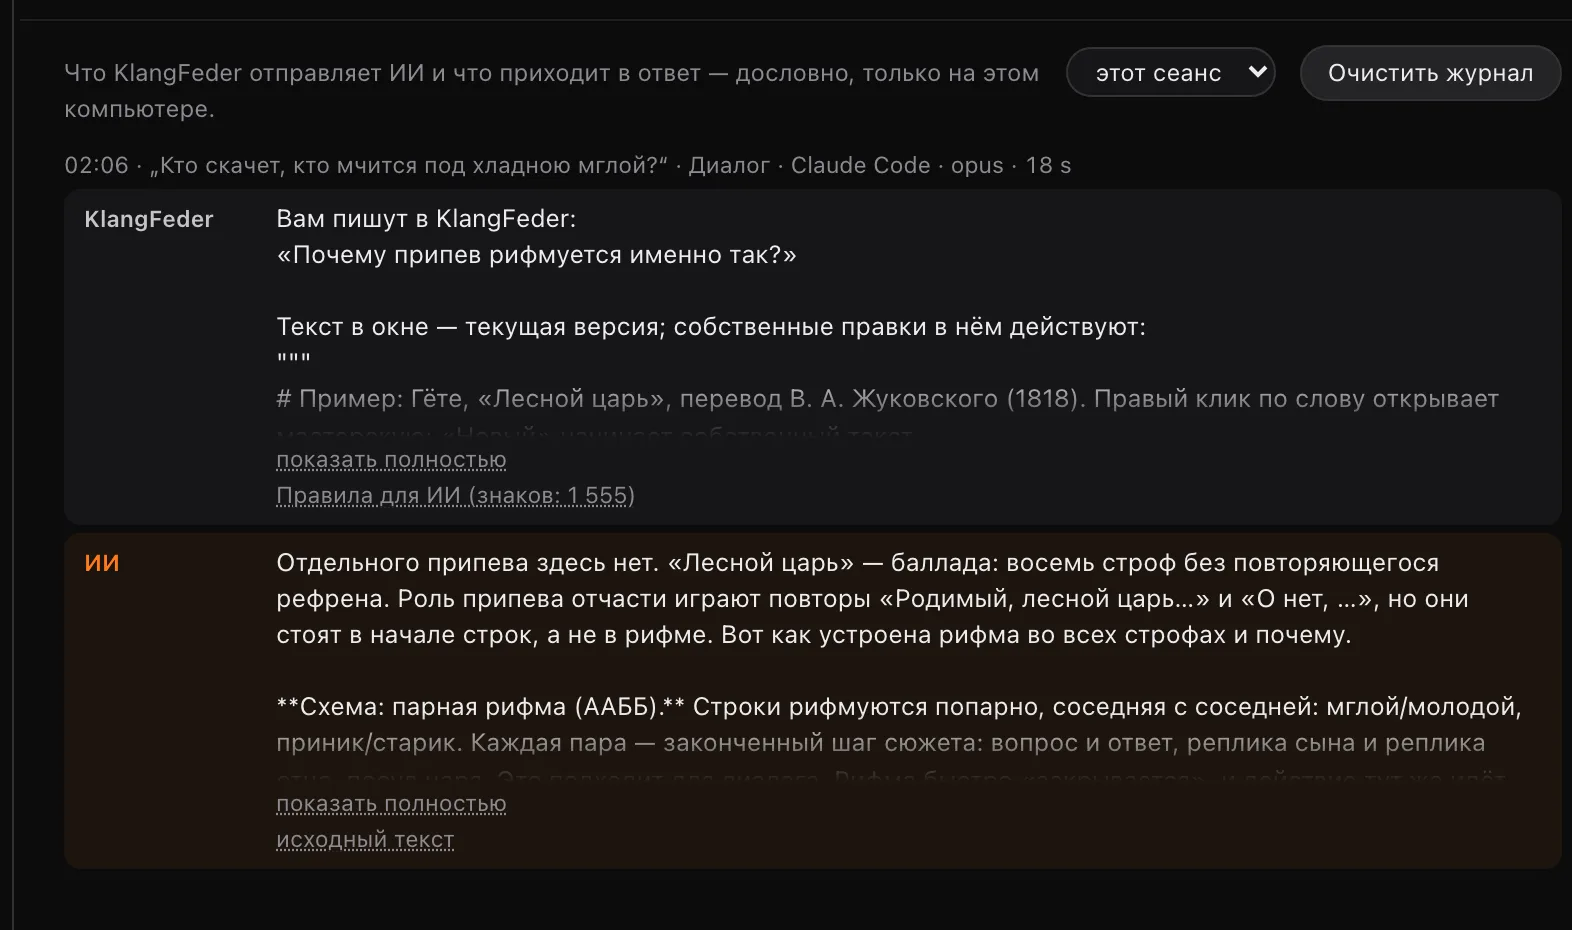 Что KlangFeder отправляет ИИ и что приходит в ответ — дословно, только на этом
компьютере.
этот сеанс
Очистить журнал
02:06 · „Кто скачет, кто мчится под хладною мглой?“ · Диалог · Claude Code · opus · 18 s
KlangFeder
Вам пишут в KlangFeder:
«Почему припев рифмуется именно так?»
Текст в окне — текущая версия; собственные правки в нём действуют:
"""
# Пример: Гёте, «Лесной царь», перевод В. А. Жуковского (1818). Правый клик по слову открывает
мастерскую; «Новый» начинает собственный текст.
показать полностью
Правила для ИИ (знаков: 1 555)
ИИ
Отдельного припева здесь нет. «Лесной царь» — баллада: восемь строф без повторяющегося
рефрена. Роль припева отчасти играют повторы «Родимый, лесной царь…» и «О нет, …», но они
стоят в начале строк, а не в рифме. Вот как устроена рифма во всех строфах и почему.
**Схема: парная рифма (ААББ).** Строки рифмуются попарно, соседняя с соседней: мглой/молодой,
приник/старик. Каждая пара — законченный шаг сюжета: вопрос и ответ, реплика сына и реплика
показать полностью
исходный текст